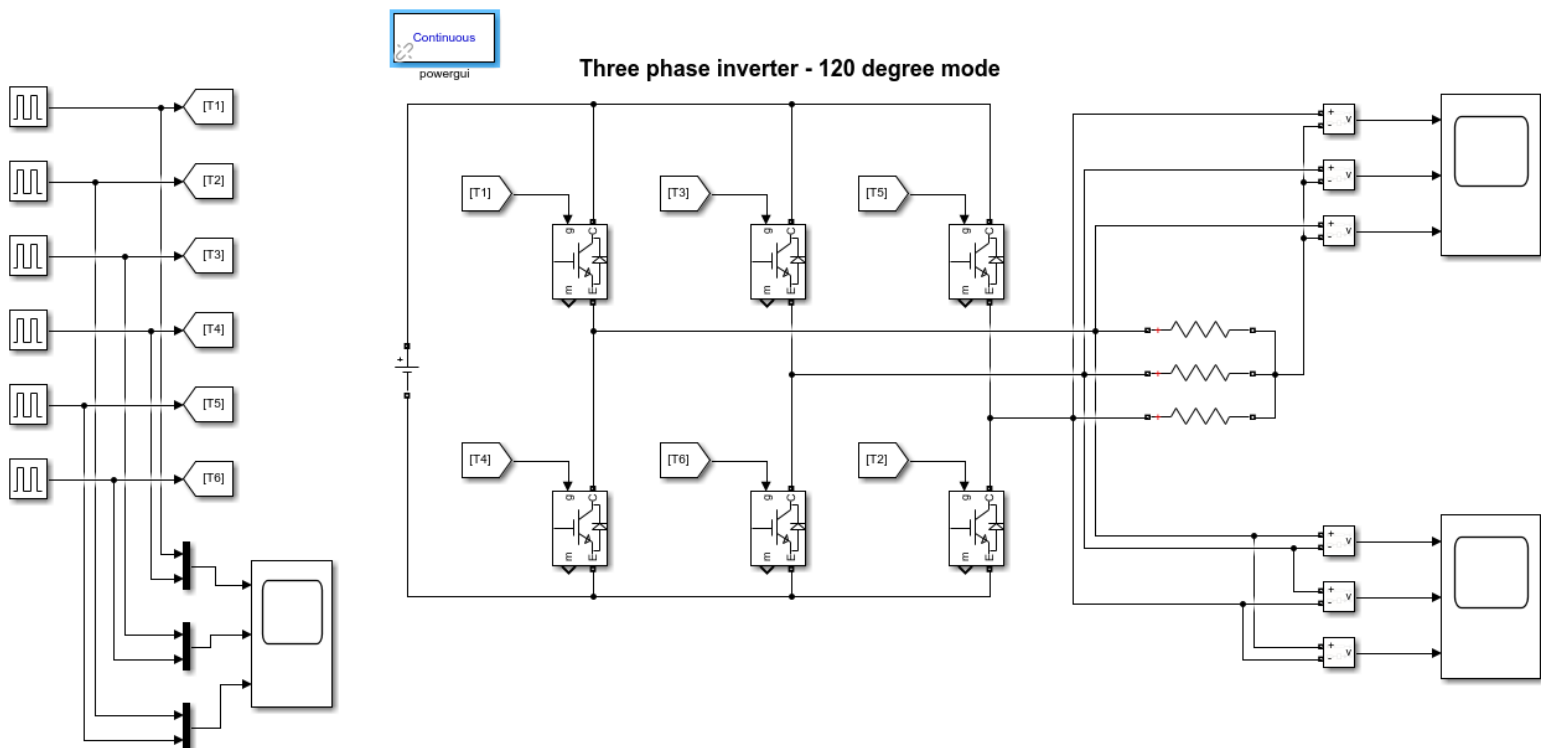 Continuous
powergui
Three phase inverter - 120 degree mode
[T1]
[T2]
[T3]
[T4]
[T5]
[T6]
[T1]
[T3]
[T5]
g
C
m
E
g
C
m
E
g
C
m
E
+
[T4]
[T6]
[T2]
g
C
m
E
g
C
m
E
g
C
m
E
+
-
v
+
-
v
+
-
v
+
+
+
+
-
v
+
-
v
+
-
v